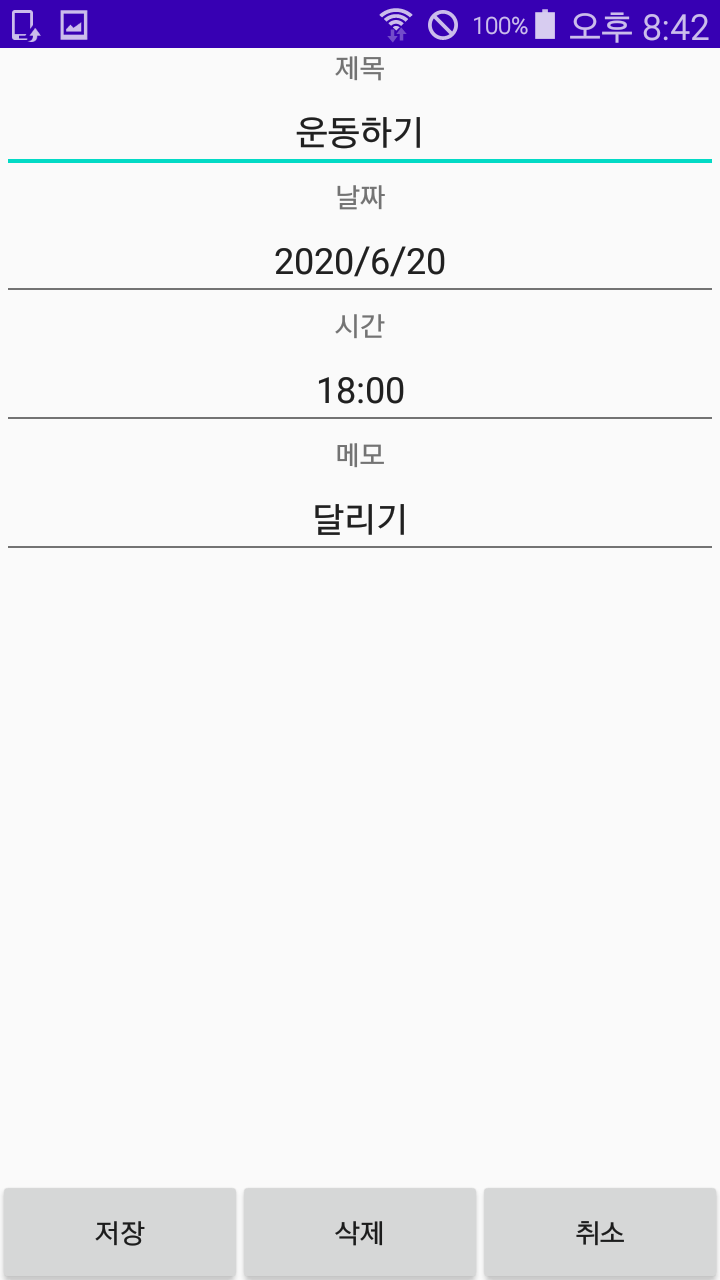 100% 오후 8:42
제목
운동하기
날짜
2020/6/20
시간
18:00
메모
달리기
저장 삭제 취소